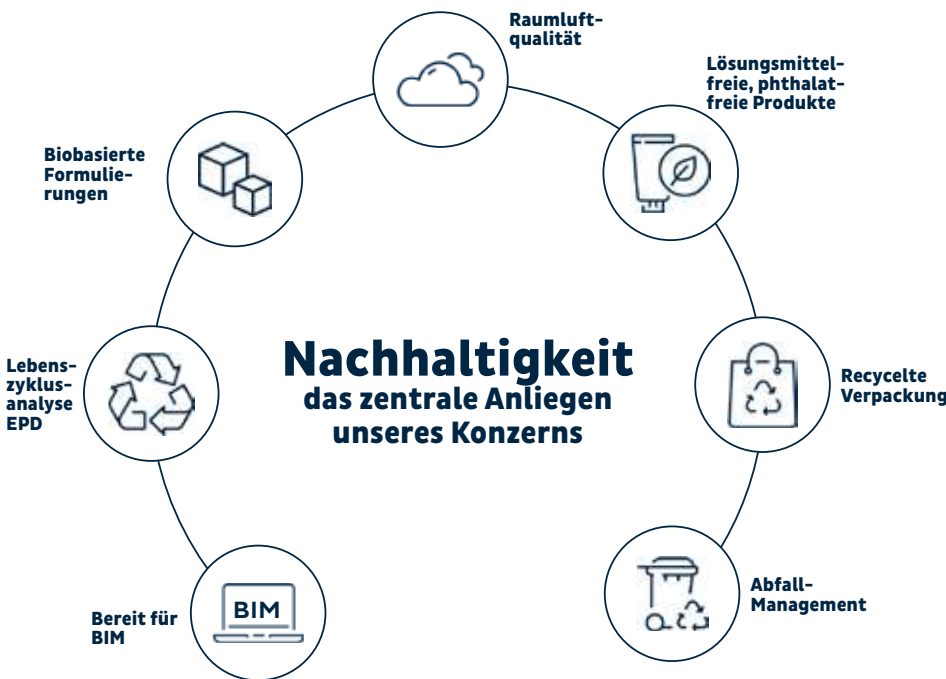 Raumluft-
qualität
Lösungsmittel-
freie, phthalat-
freie Produkte
Biobasierte
Formulie-
rungen
Nachhaltigkeit
das zentrale Anliegen
unseres Konzerns
Lebens-
zyklus-
analyse
EPD
Recycelte
Verpackung
BIM
Bereit für
BIM
Abfall-
Management